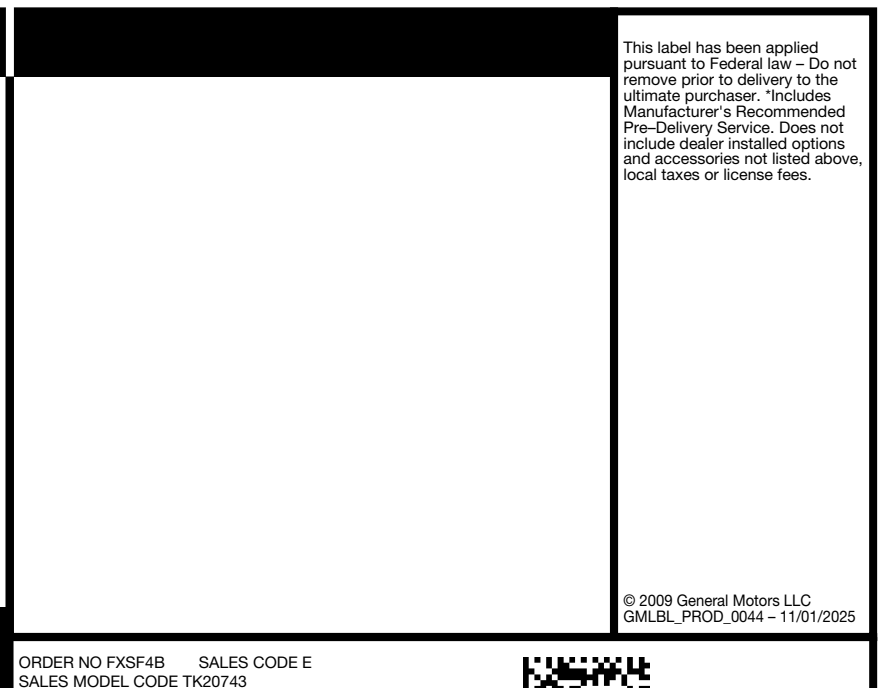 This label has been applied
pursuant to Federal law – Do not
remove prior to delivery to the
ultimate purchaser. *Includes
Manufacturer's Recommended
Pre–Delivery Service. Does not
include dealer installed options
and accessories not listed above,
local taxes or license fees.
© 2009 General Motors LLC
GMLBL_PROD_0044 – 11/01/2025
ORDER NO FXSF4B SALES CODE E
SALES MODEL CODE TK20743